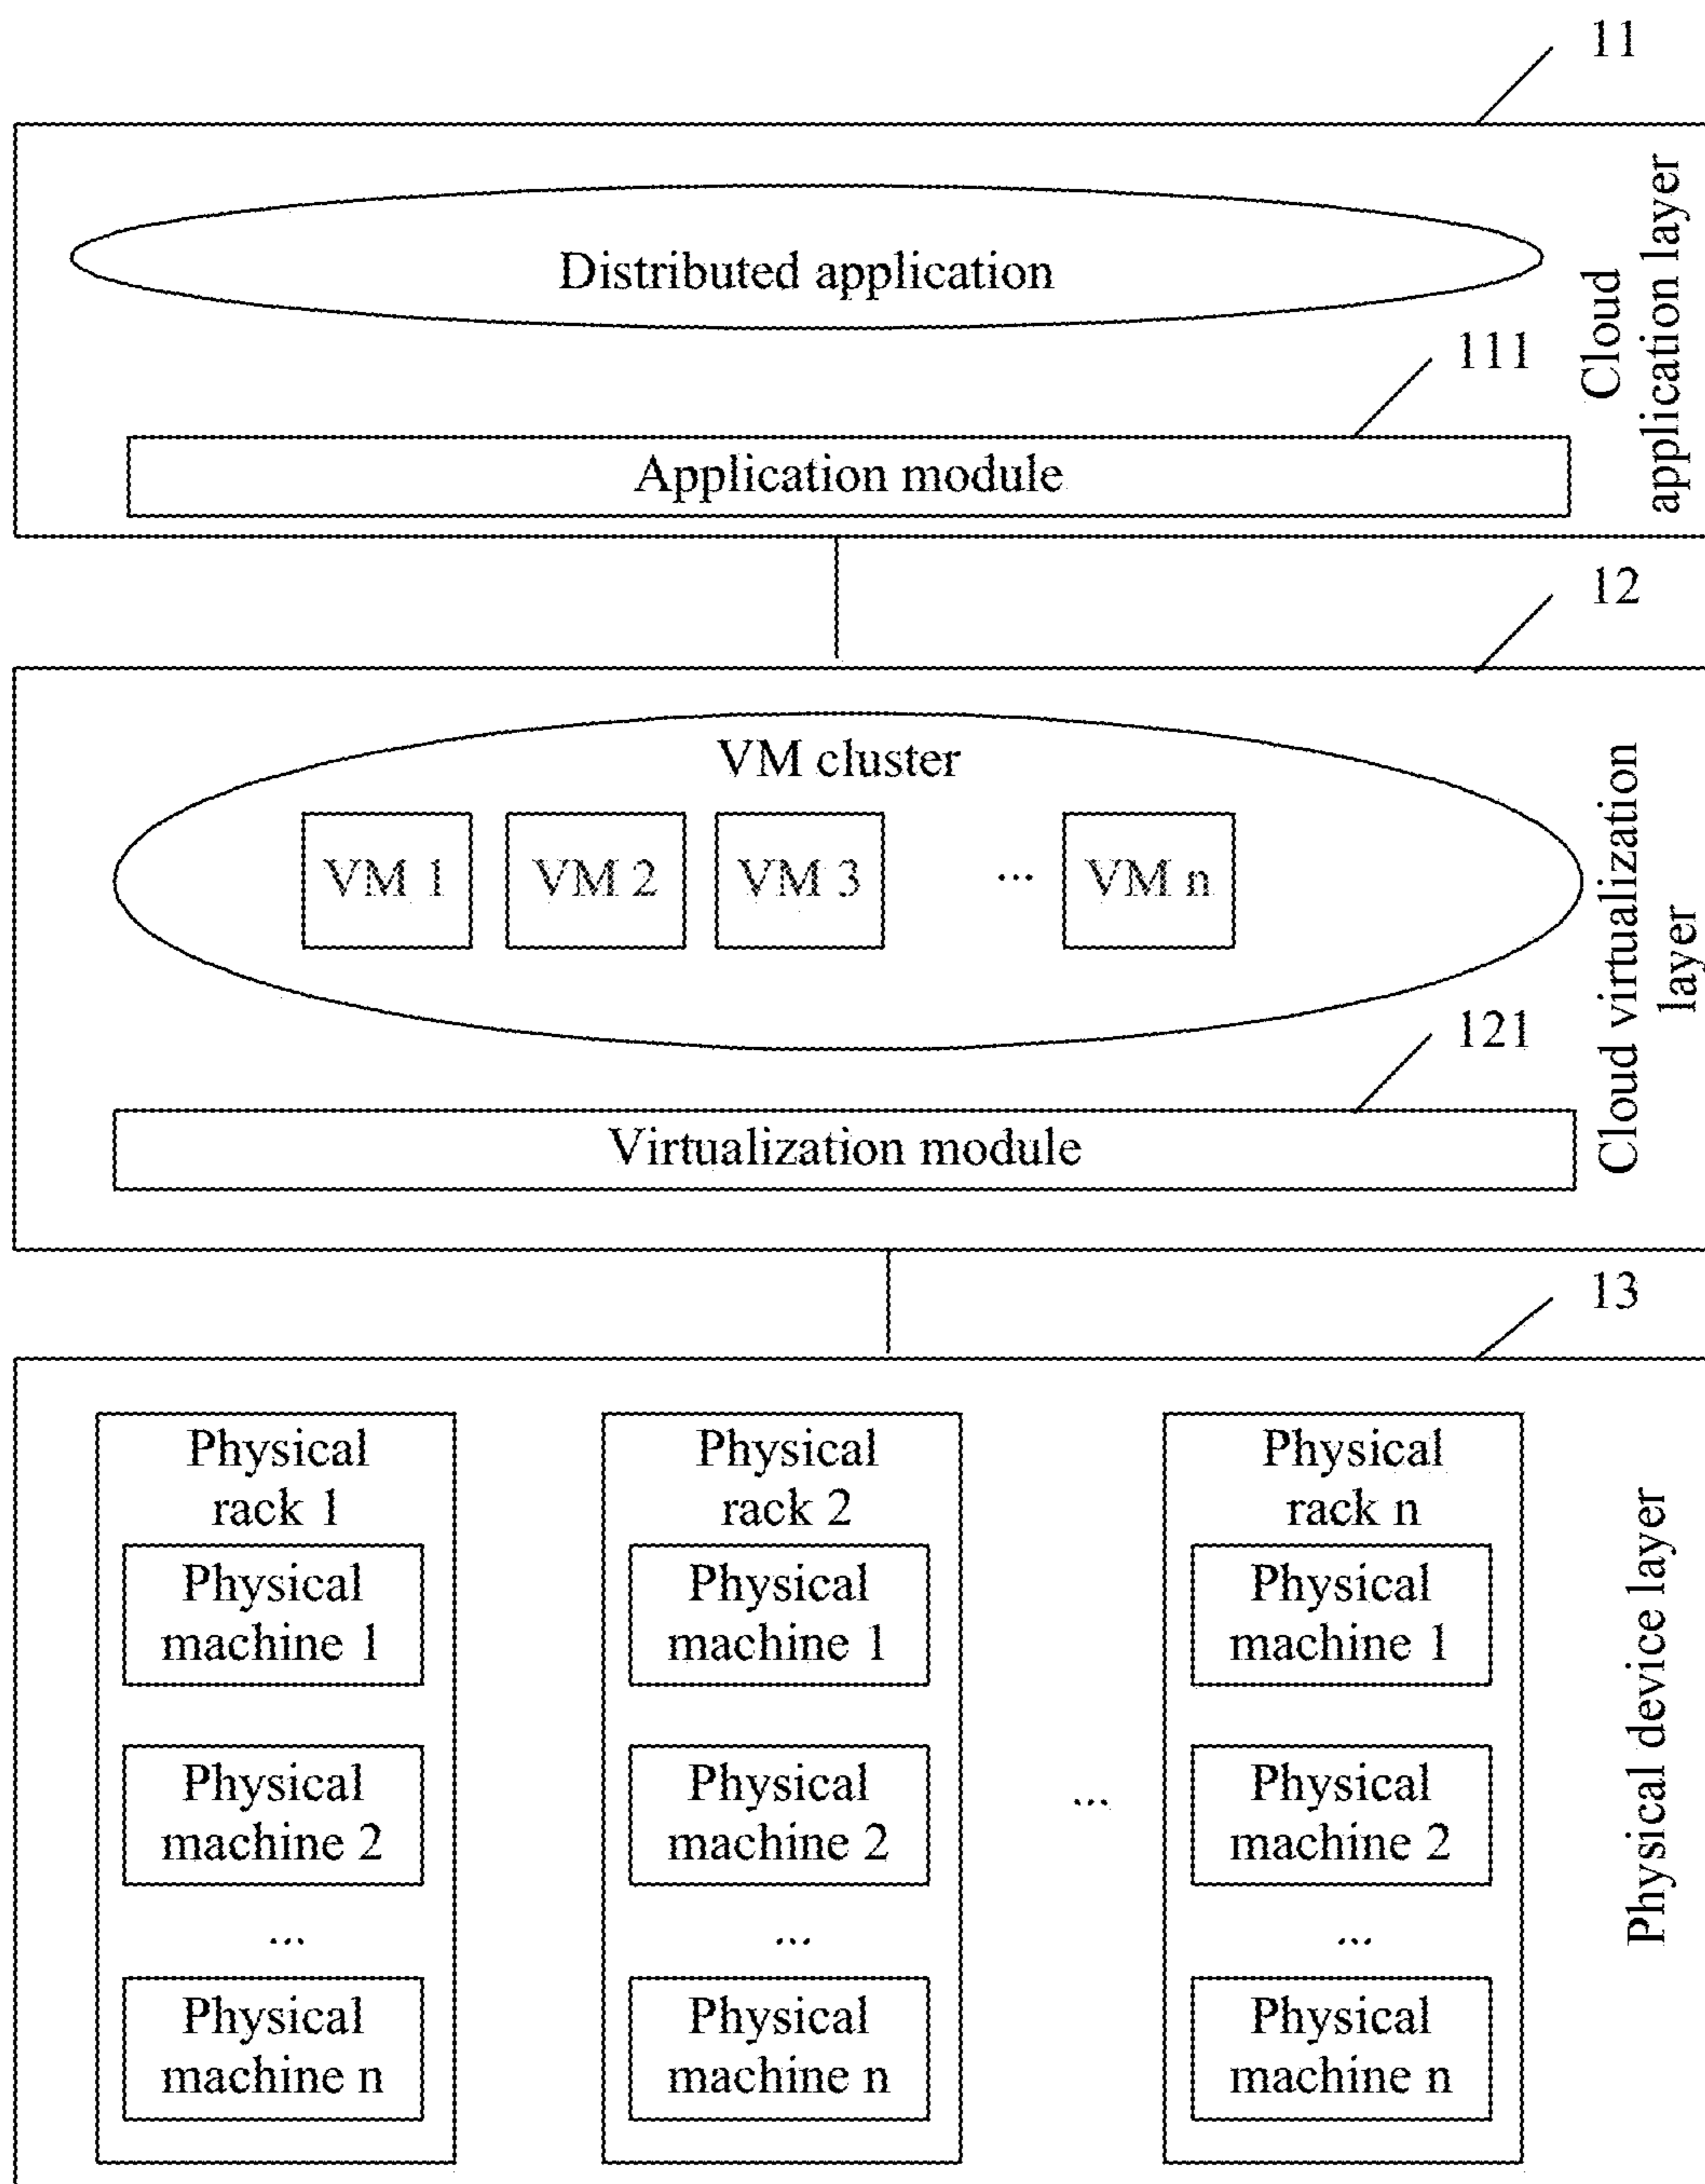 11
Distributed application
Cloud
application layer
111
Application module
12
VM cluster
VM 1
VM 2
VM 3
...
VM n
Cloud virtualization
layer
121
Virtualization module
13
Physical
rack 1
Physical
machine 1
Physical
machine 2
...
Physical
machine n
Physical
rack 2
Physical
machine 1
Physical
machine 2
...
Physical
machine n
...
Physical
rack n
Physical
machine 1
Physical
machine 2
...
Physical
machine n
Physical device layer